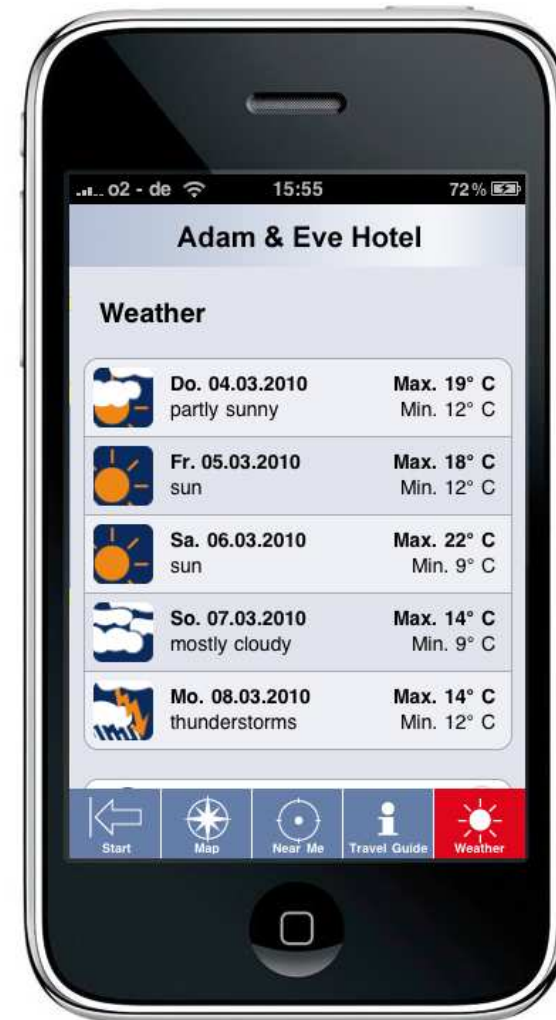 o2 - de 15:55 72%
Adam & Eve Hotel
Weather
Do. 04.03.2010 Max. 19° C
partly sunny Min. 12° C
Fr. 05.03.2010 Max. 18° C
sun Min. 12° C
Sa. 06.03.2010 Max. 22° C
sun Min. 9° C
So. 07.03.2010 Max. 14° C
mostly cloudy Min. 9° C
Mo. 08.03.2010 Max. 14° C
thunderstorms Min. 12° C
Start Map Near Me Travel Guide Weather